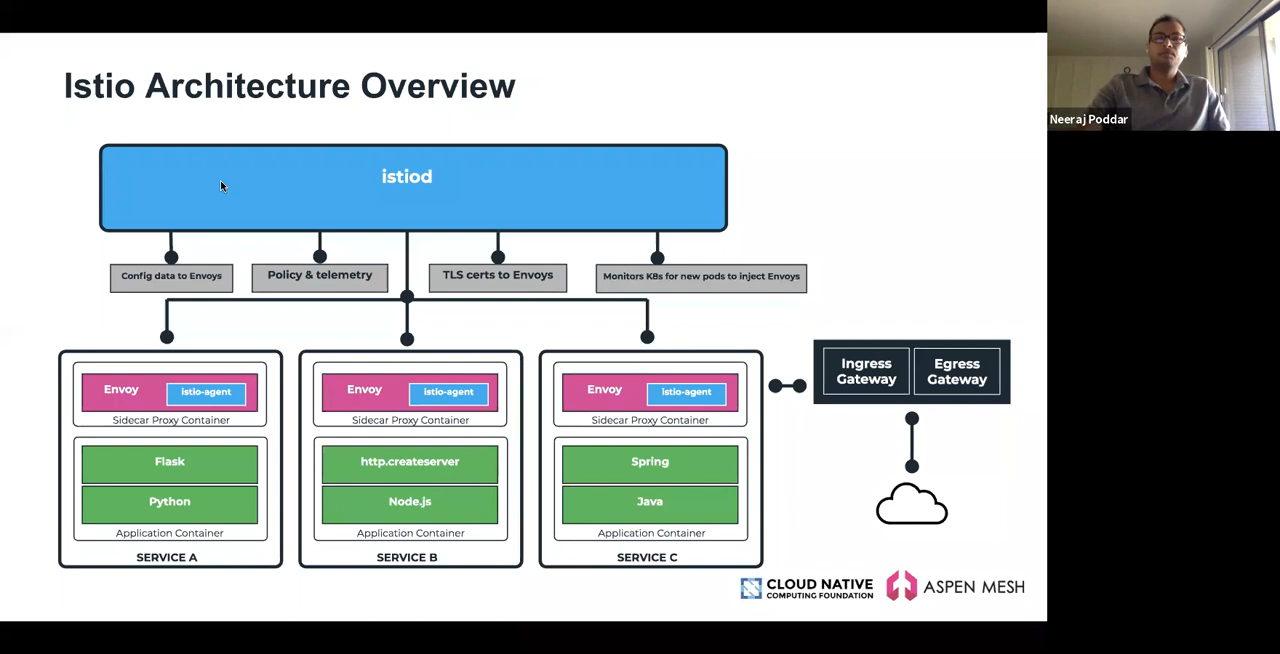 Istio Architecture Overview
Neeraj Poddar
istiod
Config data to Envoys
Policy & telemetry
TLS certs to Envoys
Monitors K8s for new pods to inject Envoys
Envoy
istio-agent
Sidecar Proxy Container
Flask
Python
Application Container
SERVICE A
Envoy
istio-agent
Sidecar Proxy Container
http.createserver
Node.js
Application Container
SERVICE B
Envoy
istio-agent
Sidecar Proxy Container
Spring
Java
Application Container
SERVICE C
Ingress
Gateway
Egress
Gateway
CLOUD NATIVE
COMPUTING FOUNDATION
ASPEN MESH